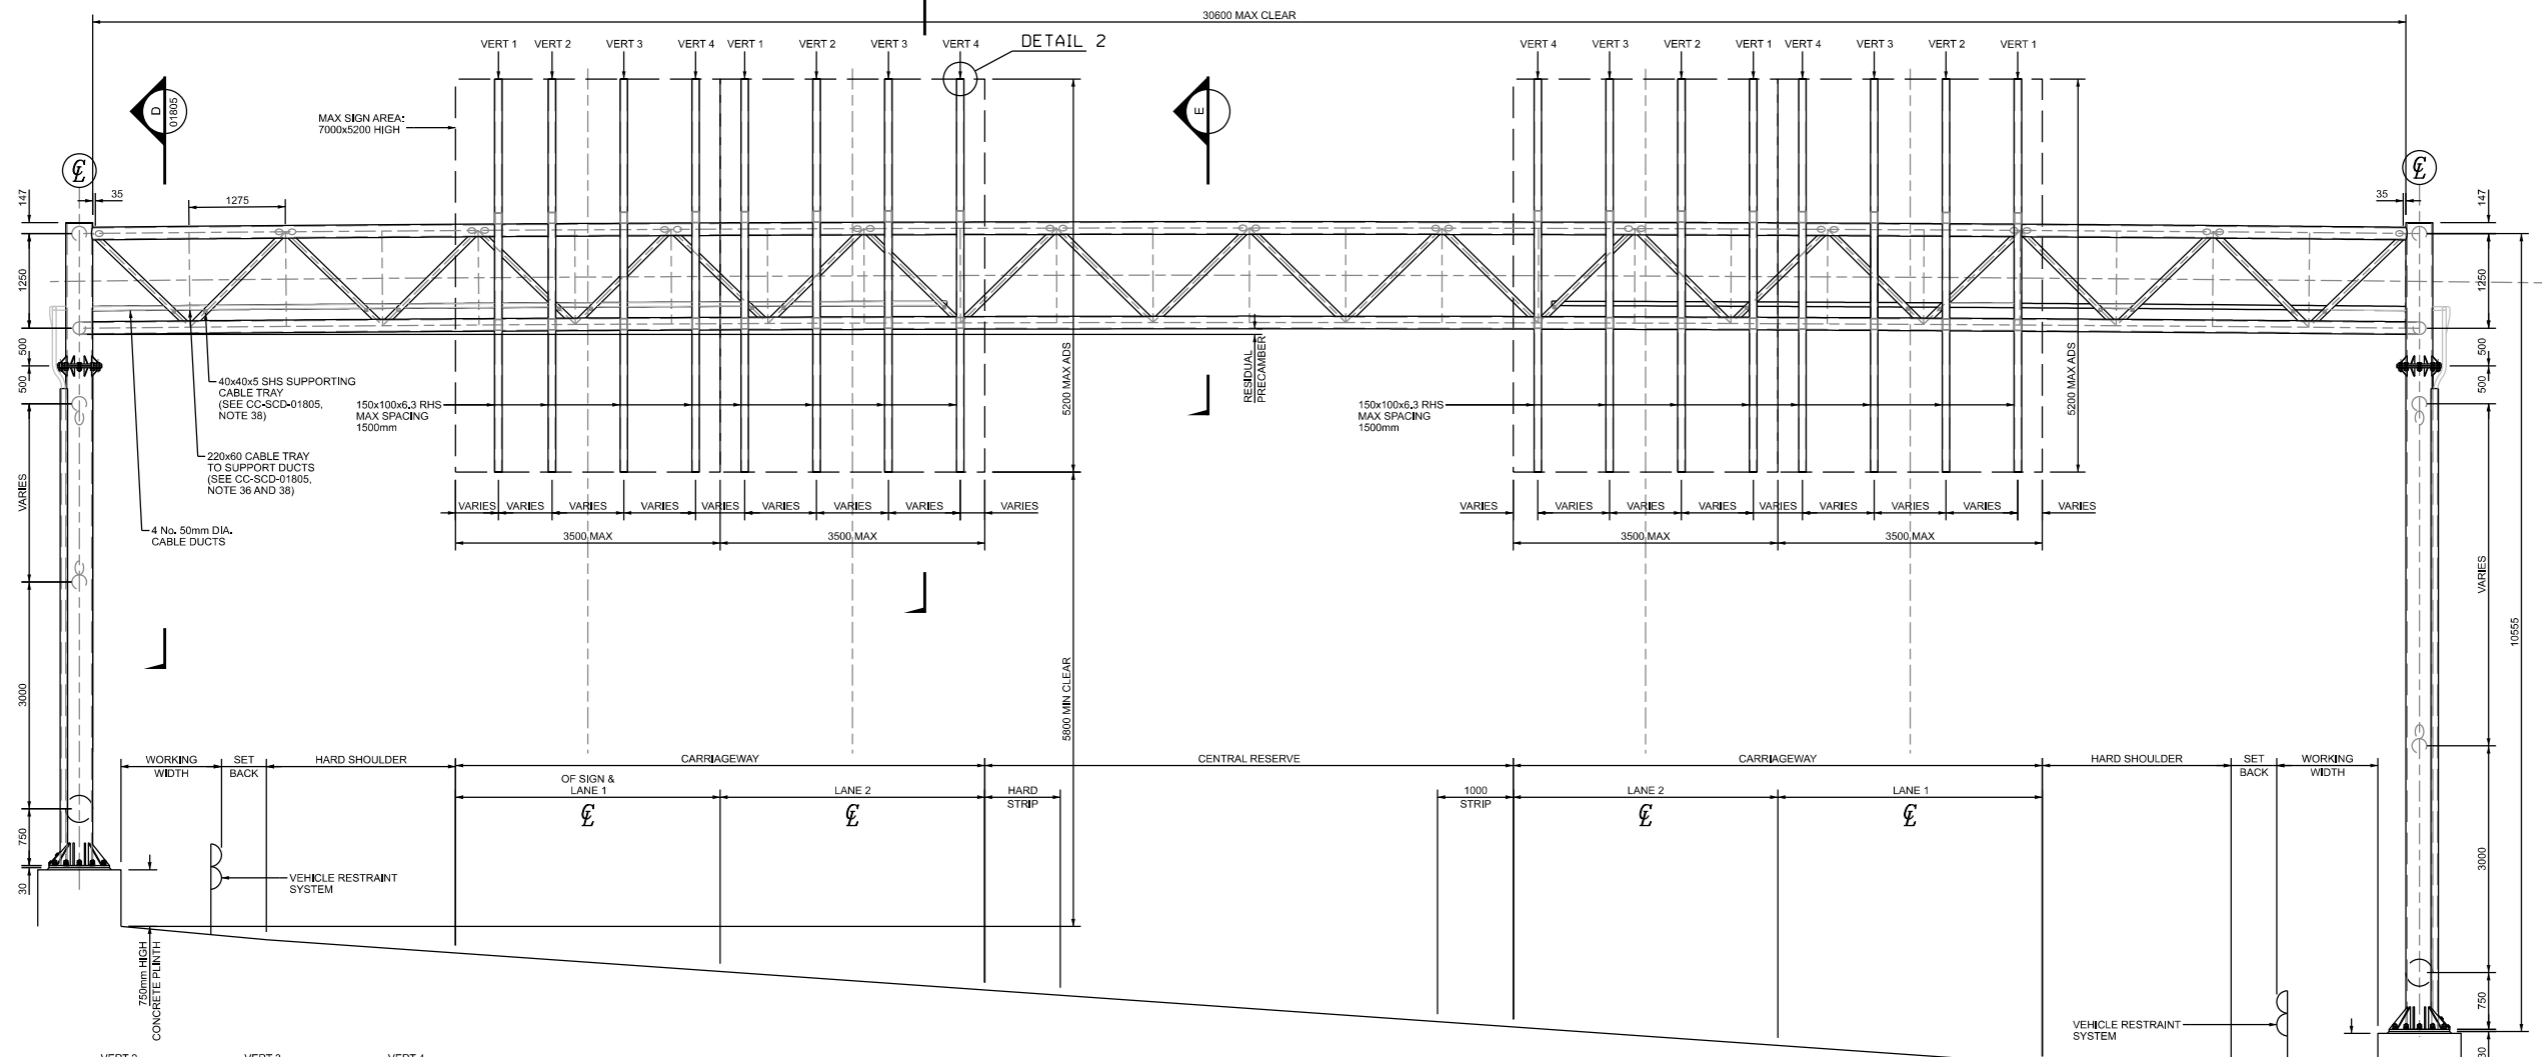 30600 MAX CLEAR
VERT 1 VERT 2 VERT 3 VERT 4 VERT 1 VERT 2 VERT 3 VERT 4
DETAIL 2
VERT 4 VERT 3 VERT 2 VERT 1 VERT 4 VERT 3 VERT 2 VERT 1
D
01805
MAX SIGN AREA:
7000x5200 HIGH
E
℄
℄
147
35
1275
35
147
1250
1250
500
500
500
500
RESIDUAL
PRECAMBER
5200 MAX ADS
5200 MAX ADS
40x40x5 SHS SUPPORTING
CABLE TRAY
(SEE CC-SCD-01805,
NOTE 38)
150x100x6.3 RHS
MAX SPACING
1500mm
150x100x6.3 RHS
MAX SPACING
1500mm
220x60 CABLE TRAY
TO SUPPORT DUCTS
(SEE CC-SCD-01805,
NOTE 36 AND 38)
VARIES
4 No. 50mm DIA.
CABLE DUCTS
VARIES VARIES VARIES VARIES VARIES VARIES VARIES VARIES VARIES
VARIES VARIES VARIES VARIES VARIES VARIES VARIES VARIES VARIES
3500 MAX 3500 MAX
3500 MAX 3500 MAX
VARIES
10555
3000
5800 MIN CLEAR
WORKING
WIDTH
SET
BACK
HARD SHOULDER
CARRIAGEWAY
CENTRAL RESERVE
CARRIAGEWAY
HARD SHOULDER
SET
BACK
WORKING
WIDTH
OF SIGN &
LANE 1
℄
LANE 2
℄
HARD
STRIP
1000
STRIP
LANE 2
℄
LANE 1
℄
750
30
VEHICLE RESTRAINT
SYSTEM
3000
750mm HIGH
CONCRETE PLINTH
750
VEHICLE RESTRAINT
SYSTEM
VERT 2 VERT 3 VERT 4